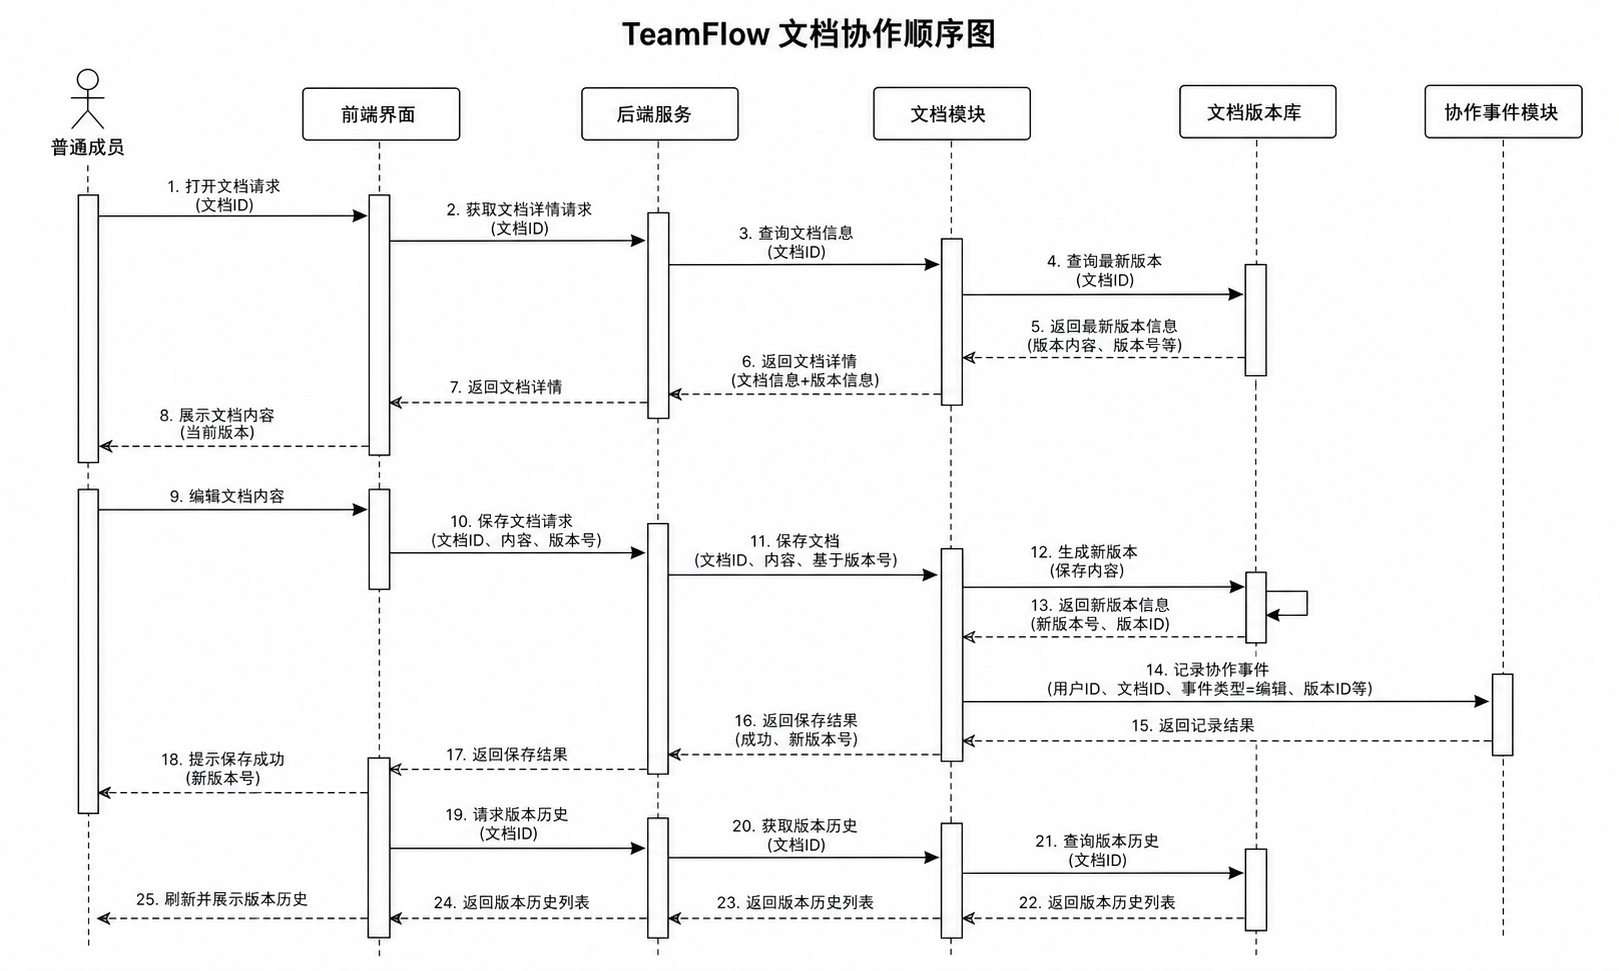 TeamFlow 文档协作顺序图
普通成员
前端界面
后端服务
文档模块
文档版本库
协作事件模块
1. 打开文档请求
(文档ID)
2. 获取文档详情请求
(文档ID)
3. 查询文档信息
(文档ID)
4. 查询最新版本
(文档ID)
5. 返回最新版本信息
(版本内容、版本号等)
6. 返回文档详情
(文档信息+版本信息)
7. 返回文档详情
8. 展示文档内容
(当前版本)
9. 编辑文档内容
10. 保存文档请求
(文档ID、内容、版本号)
11. 保存文档
(文档ID、内容、基于版本号)
12. 生成新版本
(保存内容)
13. 返回新版本信息
(新版本号、版本ID)
14. 记录协作事件
(用户ID、文档ID、事件类型=编辑、版本ID等)
15. 返回记录结果
16. 返回保存结果
(成功、新版本号)
17. 返回保存结果
18. 提示保存成功
(新版本号)
19. 请求版本历史
(文档ID)
20. 获取版本历史
(文档ID)
21. 查询版本历史
(文档ID)
22. 返回版本历史列表
23. 返回版本历史列表
24. 返回版本历史列表
25. 刷新并展示版本历史